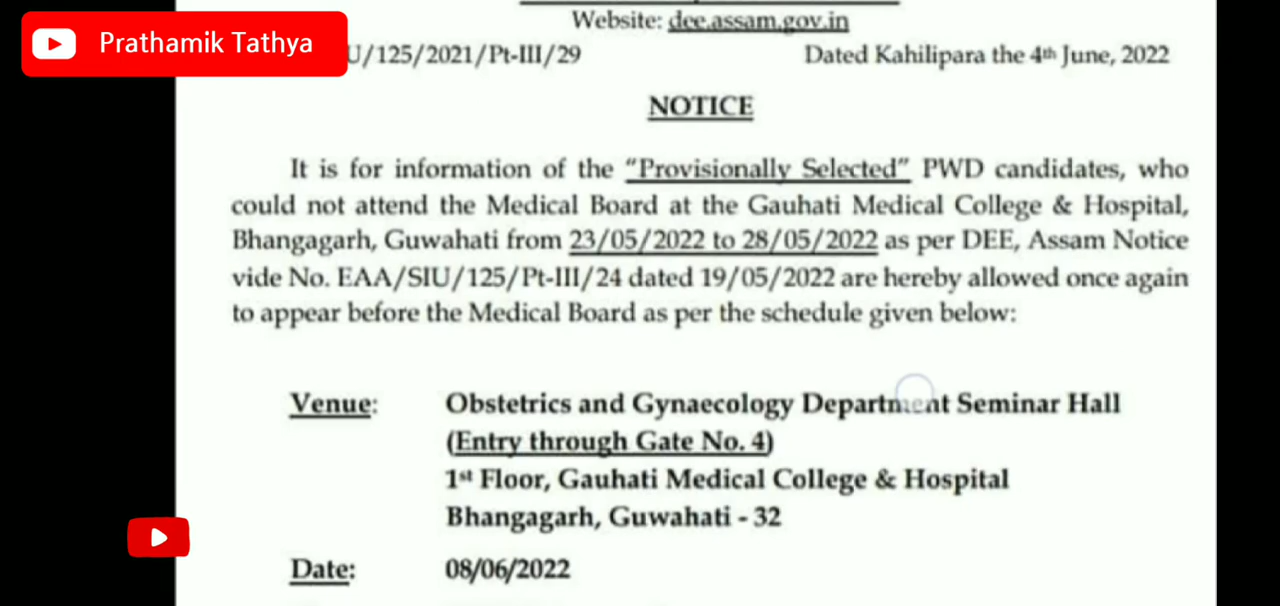 Website: dee.assam.gov.in
Prathamik Tathya
U/125/2021/Pt-III/29 Dated Kahilipara the 4th June, 2022
NOTICE
It is for information of the "Provisionally Selected" PWD candidates, who
could not attend the Medical Board at the Gauhati Medical College & Hospital,
Bhangagarh, Guwahati from 23/05/2022 to 28/05/2022 as per DEE, Assam Notice
vide No. EAA/SIU/125/Pt-III/24 dated 19/05/2022 are hereby allowed once again
to appear before the Medical Board as per the schedule given below:
Venue: Obstetrics and Gynaecology Department Seminar Hall
(Entry through Gate No. 4)
1st Floor, Gauhati Medical College & Hospital
Bhangagarh, Guwahati - 32
Date: 08/06/2022